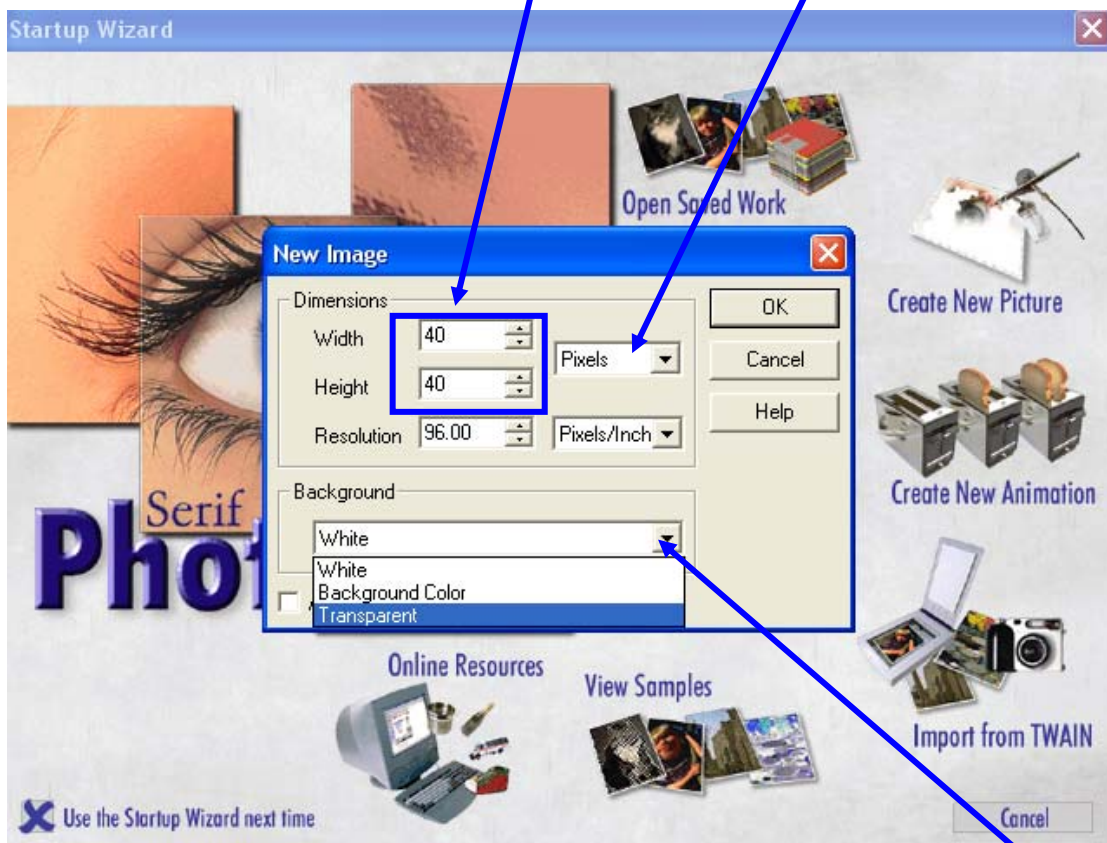 Startup Wizard
Open Saved Work
Create New Picture
New Image
Dimensions
Width 40
Pixels
Height 40
Resolution 96.00 Pixels/Inch
OK
Cancel
Help
Background
White
White
Background Color
Transparent
Serif
Create New Animation
Online Resources
View Samples
Import from TWAIN
Use the Startup Wizard next time
Cancel